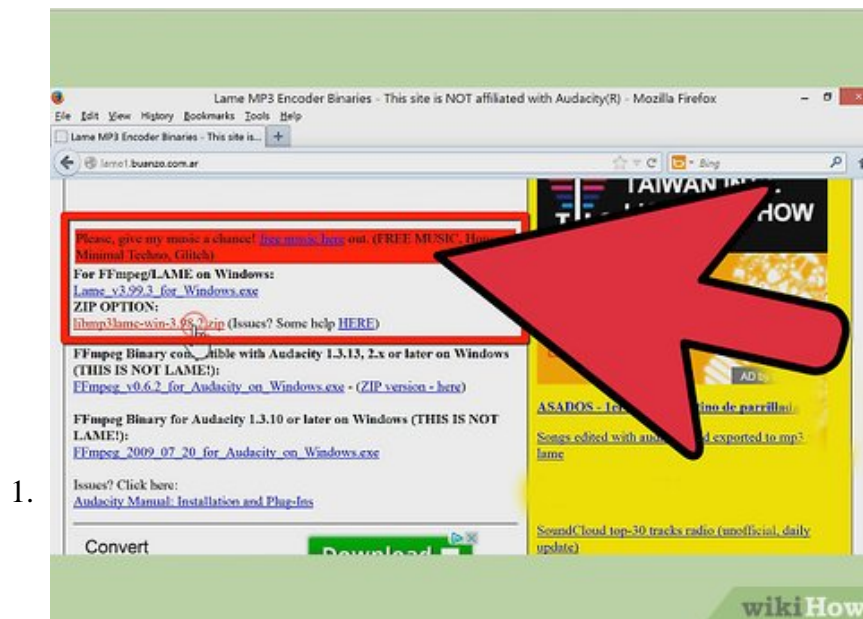 Lame MP3 Encoder Binaries - This site is NOT affiliated with Audacity(R) - Mozilla Firefox
File Edit View History Bookmarks Tools Help
Lame MP3 Encoder Binaries - This site is...
lame1.buanzo.com.ar
Bing
TAIWAN
HOW
Please, give my music a chance! free music here out. (FREE MUSIC,
Minimal Techno, Glitch)
For FFmpeg/LAME on Windows:
Lame_v3.99.3_for_Windows.exe
ZIP OPTION:
libmp3lame-win-3.98.2.zip (Issues? Some help HERE)
FFmpeg Binary compatible with Audacity 1.3.13, 2.x or later on Windows
(THIS IS NOT LAME!):
FFmpeg_v0.6.2_for_Audacity_on_Windows.exe - (ZIP version - here)
FFmpeg Binary for Audacity 1.3.10 or later on Windows (THIS IS NOT
LAME!):
FFmpeg_2009_07_20_for_Audacity_on_Windows.exe
Issues? Click here:
Audacity Manual: Installation and Plug-Ins
Convert
Download
AD by
ASADOS - ino de parrillad
Songs edited with exported to mp3
lame
SoundCloud top-30 tracks radio (unofficial, daily
update)
1.
wikiHow